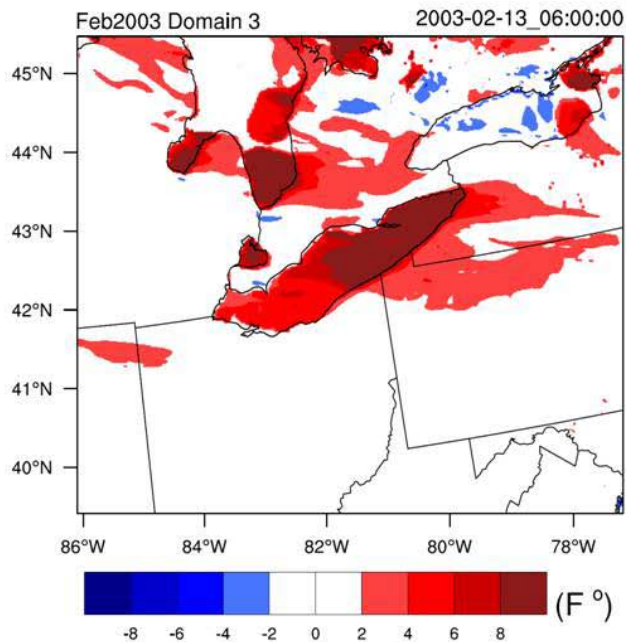 Feb2003 Domain 3 2003-02-13_06:00:00
45°N
44°N
43°N
42°N
41°N
40°N
86°W 84°W 82°W 80°W 78°W
-8 -6 -4 -2 0 2 4 6 8 (F °)